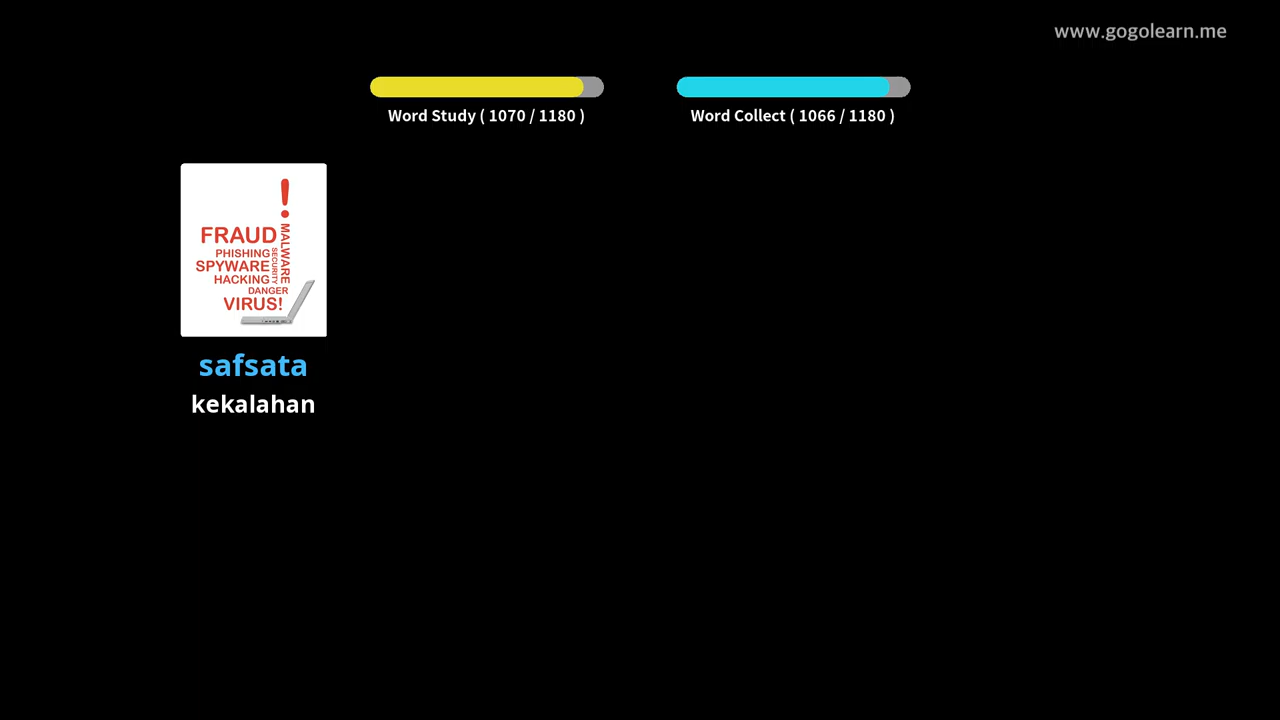 www.gogolearn.me
Word Study ( 1070 / 1180 )
Word Collect ( 1066 / 1180 )
!
FRAUD
PHISHING
SPYWARE
HACKING
DANGER
VIRUS!
MALWARE
SECURITY
safsata
kekalahan